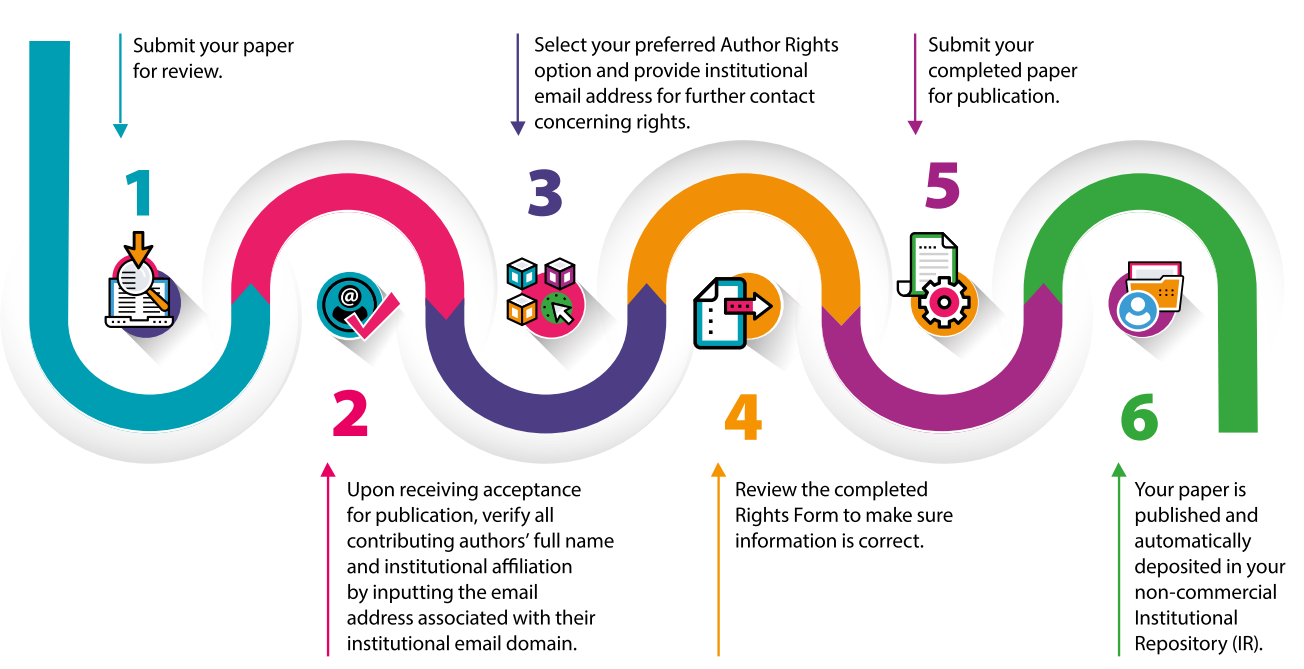 Submit your paper
for review.
1
2
Upon receiving acceptance
for publication, verify all
contributing authors’ full name
and institutional affiliation
by inputting the email
address associated with their
institutional email domain.
Select your preferred Author Rights
option and provide institutional
email address for further contact
concerning rights.
3
4
Review the completed
Rights Form to make sure
information is correct.
Submit your
completed paper
for publication.
5
6
Your paper is
published and
automatically
deposited in your
non-commercial
Institutional
Repository (IR).
@